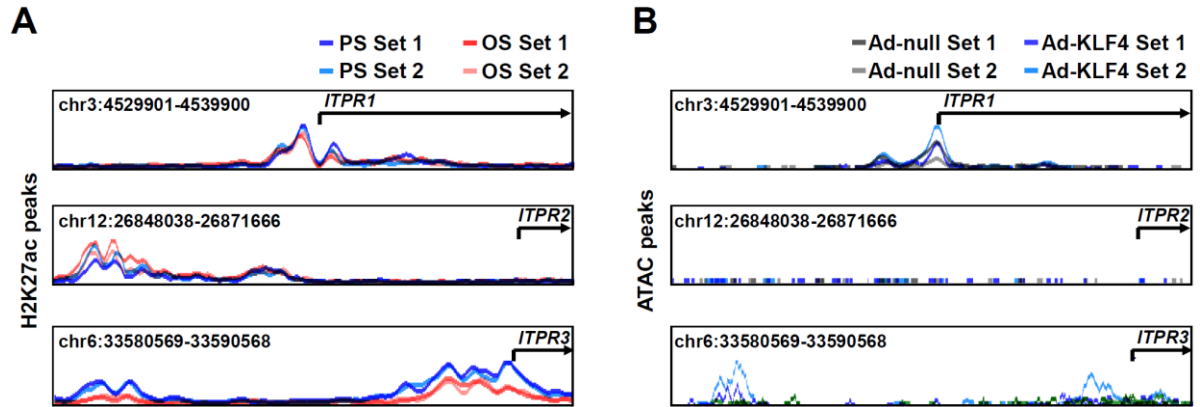 A
PS Set 1
OS Set 1
PS Set 2
OS Set 2
H2K27ac peaks
chr3:4529901-4539900
ITPR1
chr12:26848038-26871666
ITPR2
chr6:33580569-33590568
ITPR3
B
Ad-null Set 1
Ad-KLF4 Set 1
Ad-null Set 2
Ad-KLF4 Set 2
ATAC peaks
chr3:4529901-4539900
ITPR1
chr12:26848038-26871666
ITPR2
chr6:33580569-33590568
ITPR3